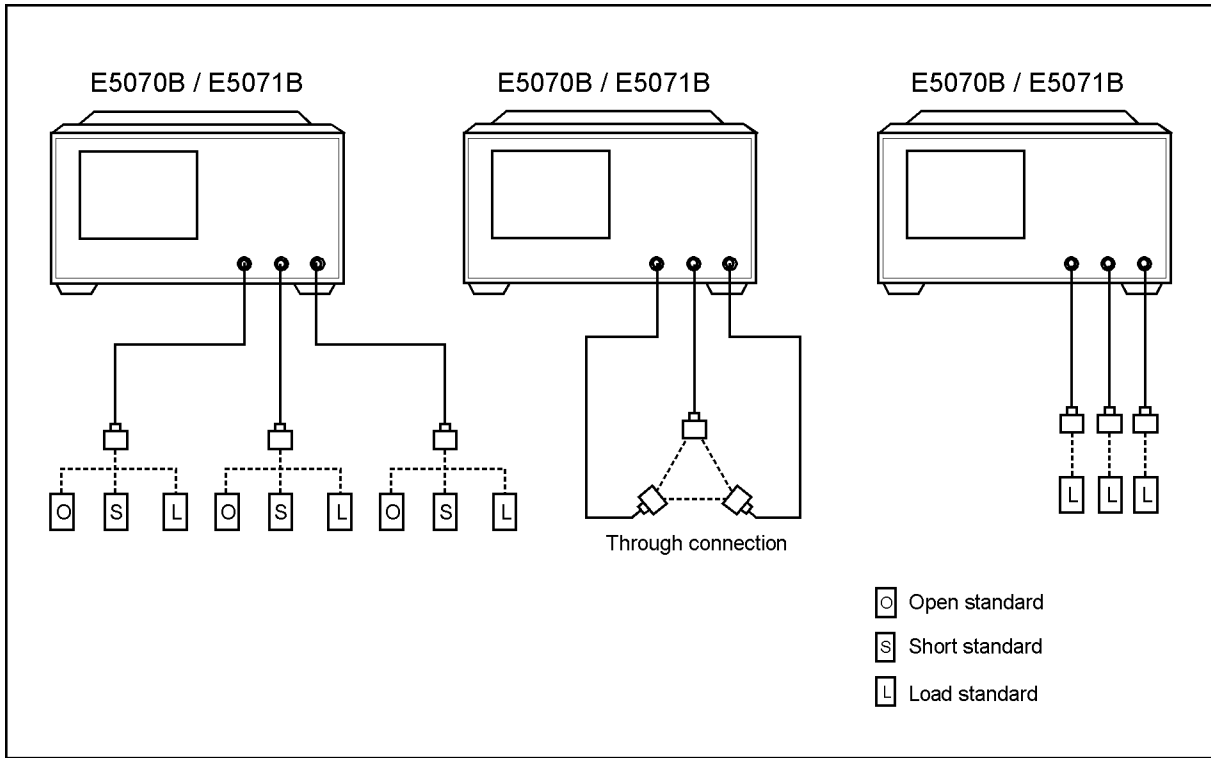 E5070B / E5071B E5070B / E5071B E5070B / E5071B
O S L O S L O S L
L L L
Through connection
O Open standard
S Short standard
L Load standard